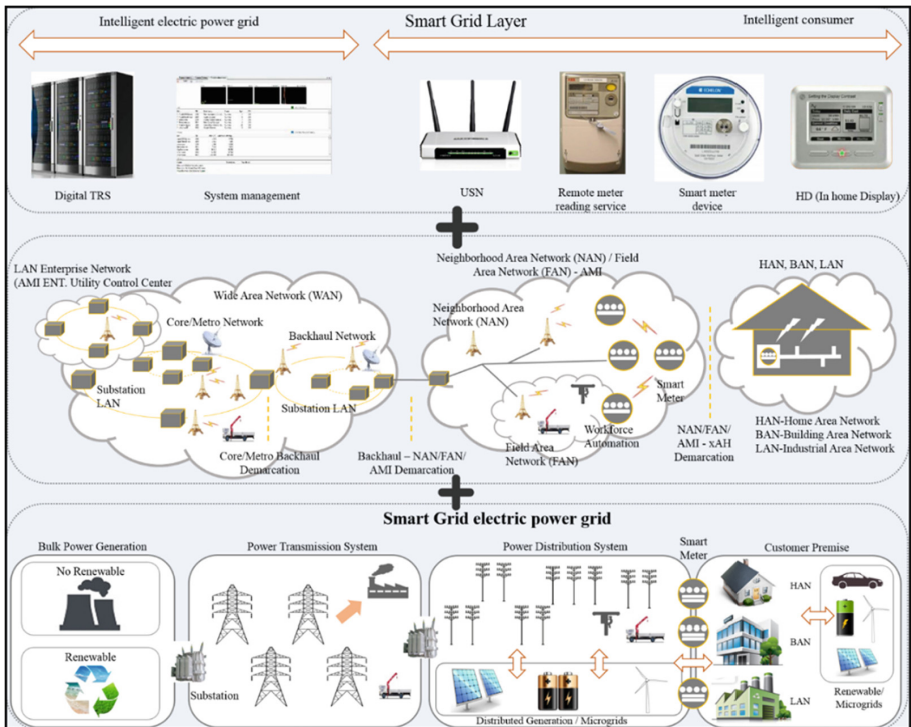 Intelligent electric power grid
Smart Grid Layer
Intelligent consumer
Digital TRS
System management
USN
Remote meter
reading service
Smart meter
device
HD (In home Display)
LAN Enterprise Network
(AMI ENT. Utility Control Center
Wide Area Network (WAN)
Core/Metro Network
Backhaul Network
Substation
LAN
Substation LAN
Core/Metro Backhaul
Demarcation
Backhaul – NAN/FAN/
AMI Demarcation
Neighborhood Area Network (NAN) / Field
Area Network (FAN) - AMI
Neighborhood Area
Network (NAN)
Smart
Meter
Workforce
Automation
Field Area
Network (FAN)
NAN/FAN/
AMI - xAH
Demarcation
HAN, BAN, LAN
HAN-Home Area Network
BAN-Building Area Network
LAN-Industrial Area Network
Smart Grid electric power grid
Bulk Power Generation
No Renewable
Renewable
Power Transmission System
Substation
Power Distribution System
Distributed Generation / Microgrids
Smart
Meter
Customer Premise
HAN
BAN
LAN
Renewable/
Microgrids